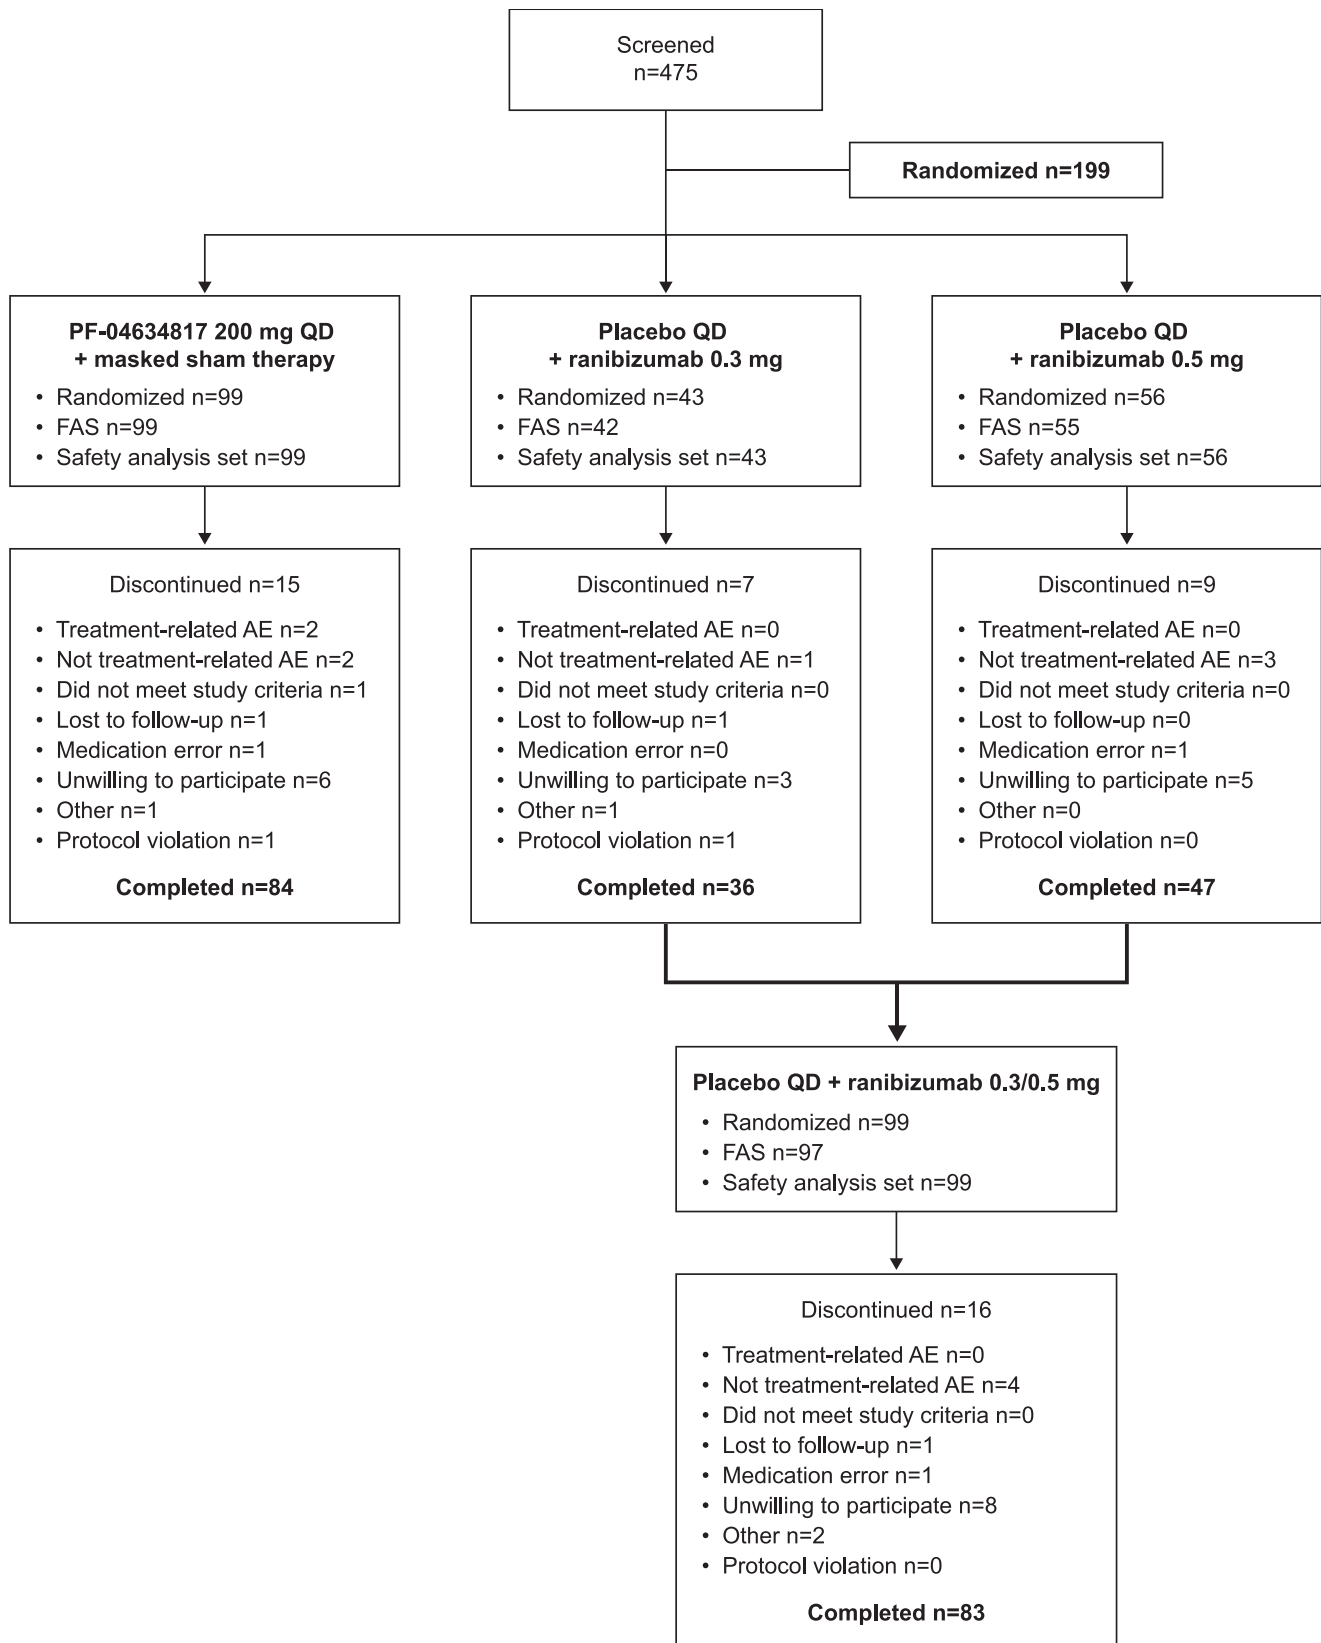 Screened
n=475
Randomized n=199
PF-04634817 200 mg QD
+ masked sham therapy
• Randomized n=99
• FAS n=99
• Safety analysis set n=99
Placebo QD
+ ranibizumab 0.3 mg
• Randomized n=43
• FAS n=42
• Safety analysis set n=43
Placebo QD
+ ranibizumab 0.5 mg
• Randomized n=56
• FAS n=55
• Safety analysis set n=56
Discontinued n=15
• Treatment-related AE n=2
• Not treatment-related AE n=2
• Did not meet study criteria n=1
• Lost to follow-up n=1
• Medication error n=1
• Unwilling to participate n=6
• Other n=1
• Protocol violation n=1
Completed n=84
Discontinued n=7
• Treatment-related AE n=0
• Not treatment-related AE n=1
• Did not meet study criteria n=0
• Lost to follow-up n=1
• Medication error n=0
• Unwilling to participate n=3
• Other n=1
• Protocol violation n=1
Completed n=36
Discontinued n=9
• Treatment-related AE n=0
• Not treatment-related AE n=3
• Did not meet study criteria n=0
• Lost to follow-up n=0
• Medication error n=1
• Unwilling to participate n=5
• Other n=0
• Protocol violation n=0
Completed n=47
Placebo QD + ranibizumab 0.3/0.5 mg
• Randomized n=99
• FAS n=97
• Safety analysis set n=99
Discontinued n=16
• Treatment-related AE n=0
• Not treatment-related AE n=4
• Did not meet study criteria n=0
• Lost to follow-up n=1
• Medication error n=1
• Unwilling to participate n=8
• Other n=2
• Protocol violation n=0
Completed n=83